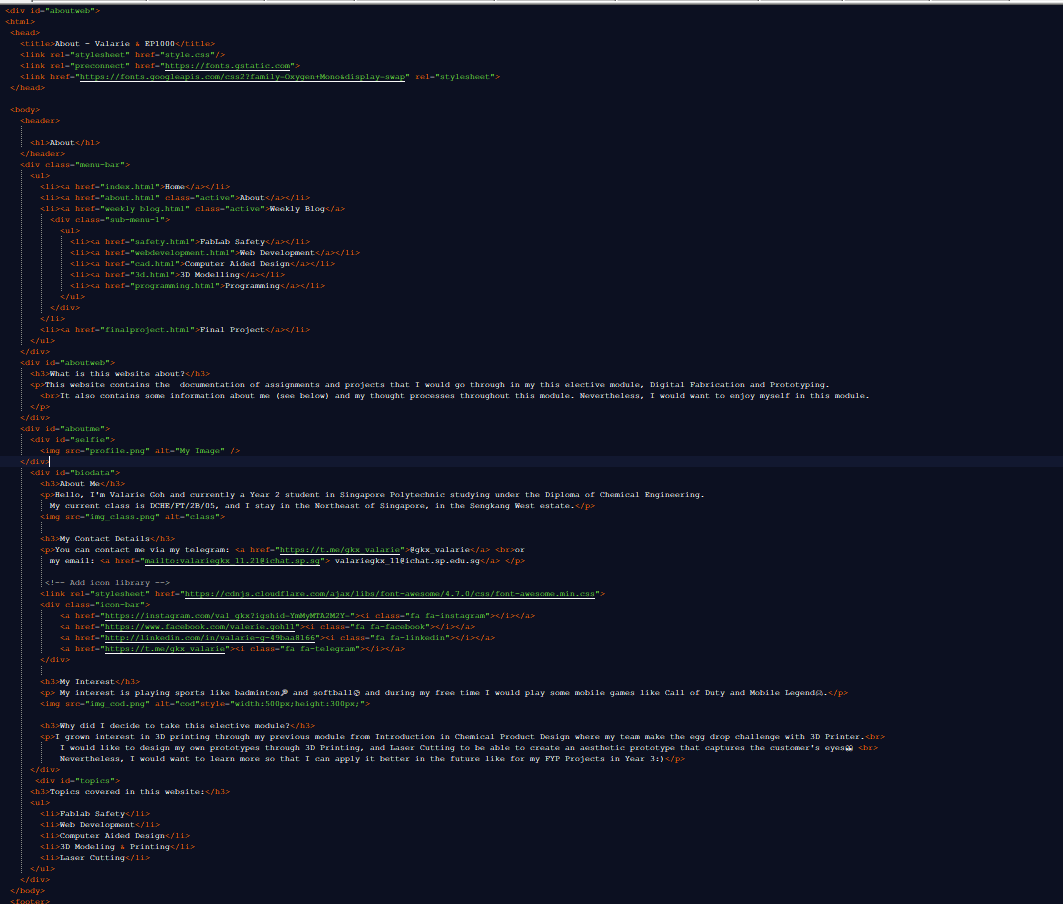 <div id="aboutweb">
<html>
<head>
<title>About - Valarie & EP1000</title>
<link rel="stylesheet" href="style.css"/>
<link rel="preconnect" href="https://fonts.gstatic.com">
<link href="https://fonts.googleapis.com/css2?family=Oxygen+Mono&display=swap" rel="stylesheet">
</head>
<body>
<header>
<h1>About</h1>
</header>
<div class="menu-bar">
<ul>
<li><a href="index.html">Home</a></li>
<li><a href="about.html" class="active">About</a></li>
<li><a href="weekly blog.html" class="active">Weekly Blog</a>
<div class="sub-menu-1">
<ul>
<li><a href="safety.html">FabLab Safety</a></li>
<li><a href="webdevelopment.html">Web Development</a></li>
<li><a href="cad.html">Computer Aided Design</a></li>
<li><a href="3d.html">3D Modelling</a></li>
<li><a href="programming.html">Programming</a></li>
</ul>
</div>
</li>
<li><a href="finalproject.html">Final Project</a></li>
</ul>
</div>
<div id="aboutweb">
<h3>What is this website about?</h3>
<p>This website contains the  documentation of assignments and projects that I would go through in my this elective module, Digital Fabrication and Prototyping.
<br>It also contains some information about me (see below) and my thought processes throughout this module. Nevertheless, I would want to enjoy myself in this module.
</p>
</div>
<div id="aboutme">
<div id="selfie">
<img src="profile.png" alt="My Image" />
</div>
<div id="biodata">
<h3>About Me</h3>
<p>Hello, I'm Valarie Goh and currently a Year 2 student in Singapore Polytechnic studying under the Diploma of Chemical Engineering.
My current class is DCHE/FT/2B/05, and I stay in the Northeast of Singapore, in the Sengkang West estate.</p>
<img src="img_class.png" alt="class">
<h3>My Contact Details</h3>
<p>You can contact me via my telegram: <a href="https://t.me/gkx_valarie">@gkx_valarie</a> <br>or
my email: <a href="mailto:valariegkx_11.21@ichat.sp.sg"> valariegkx_11@ichat.sp.edu.sg</a> </p>
<!-- Add icon library -->
<link rel="stylesheet" href="https://cdnjs.cloudflare.com/ajax/libs/font-awesome/4.7.0/css/font-awesome.min.css">
<div class="icon-bar">
<a href="https://instagram.com/val_gkx?igshid=YmMyMTA2M2Y="><i class="fa fa-instagram"></i></a>
<a href="https://www.facebook.com/valerie.goh11"><i class="fa fa-facebook"></i></a>
<a href="http://linkedin.com/in/valarie-g-49baa8166"><i class="fa fa-linkedin"></i></a>
<a href="https://t.me/gkx_valarie"><i class="fa fa-telegram"></i></a>
</div>
<h3>My Interest</h3>
<p> My interest is playing sports like badminton🏸 and softball⚾ and during my free time I would play some mobile games like Call of Duty and Mobile Legend🎮.</p>
<img src="img_cod.png" alt="cod"style="width:500px;height:300px;">
<h3>Why did I decide to take this elective module?</h3>
<p>I grown interest in 3D printing through my previous module from Introduction in Chemical Product Design where my team make the egg drop challenge with 3D Printer.<br>
I would like to design my own prototypes through 3D Printing, and Laser Cutting to be able to create an aesthetic prototype that captures the customer's eyes👀 <br>
Nevertheless, I would want to learn more so that I can apply it better in the future like for my FYP Projects in Year 3:)</p>
</div>
<div id="topics">
<h3>Topics covered in this website:</h3>
<ul>
<li>Fablab Safety</li>
<li>Web Development</li>
<li>Computer Aided Design</li>
<li>3D Modeling & Printing</li>
<li>Laser Cutting</li>
</ul>
</div>
</body>
<footer>